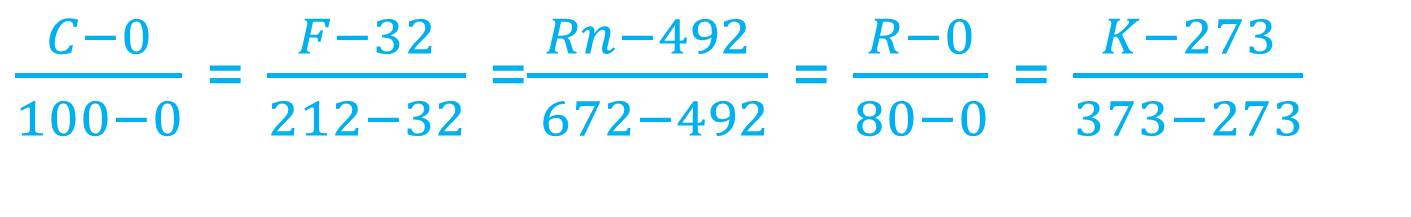 C−0 F−32 Rn−492 R−0 K−273
= = = =
100−0 212−32 672−492 80−0 373−273